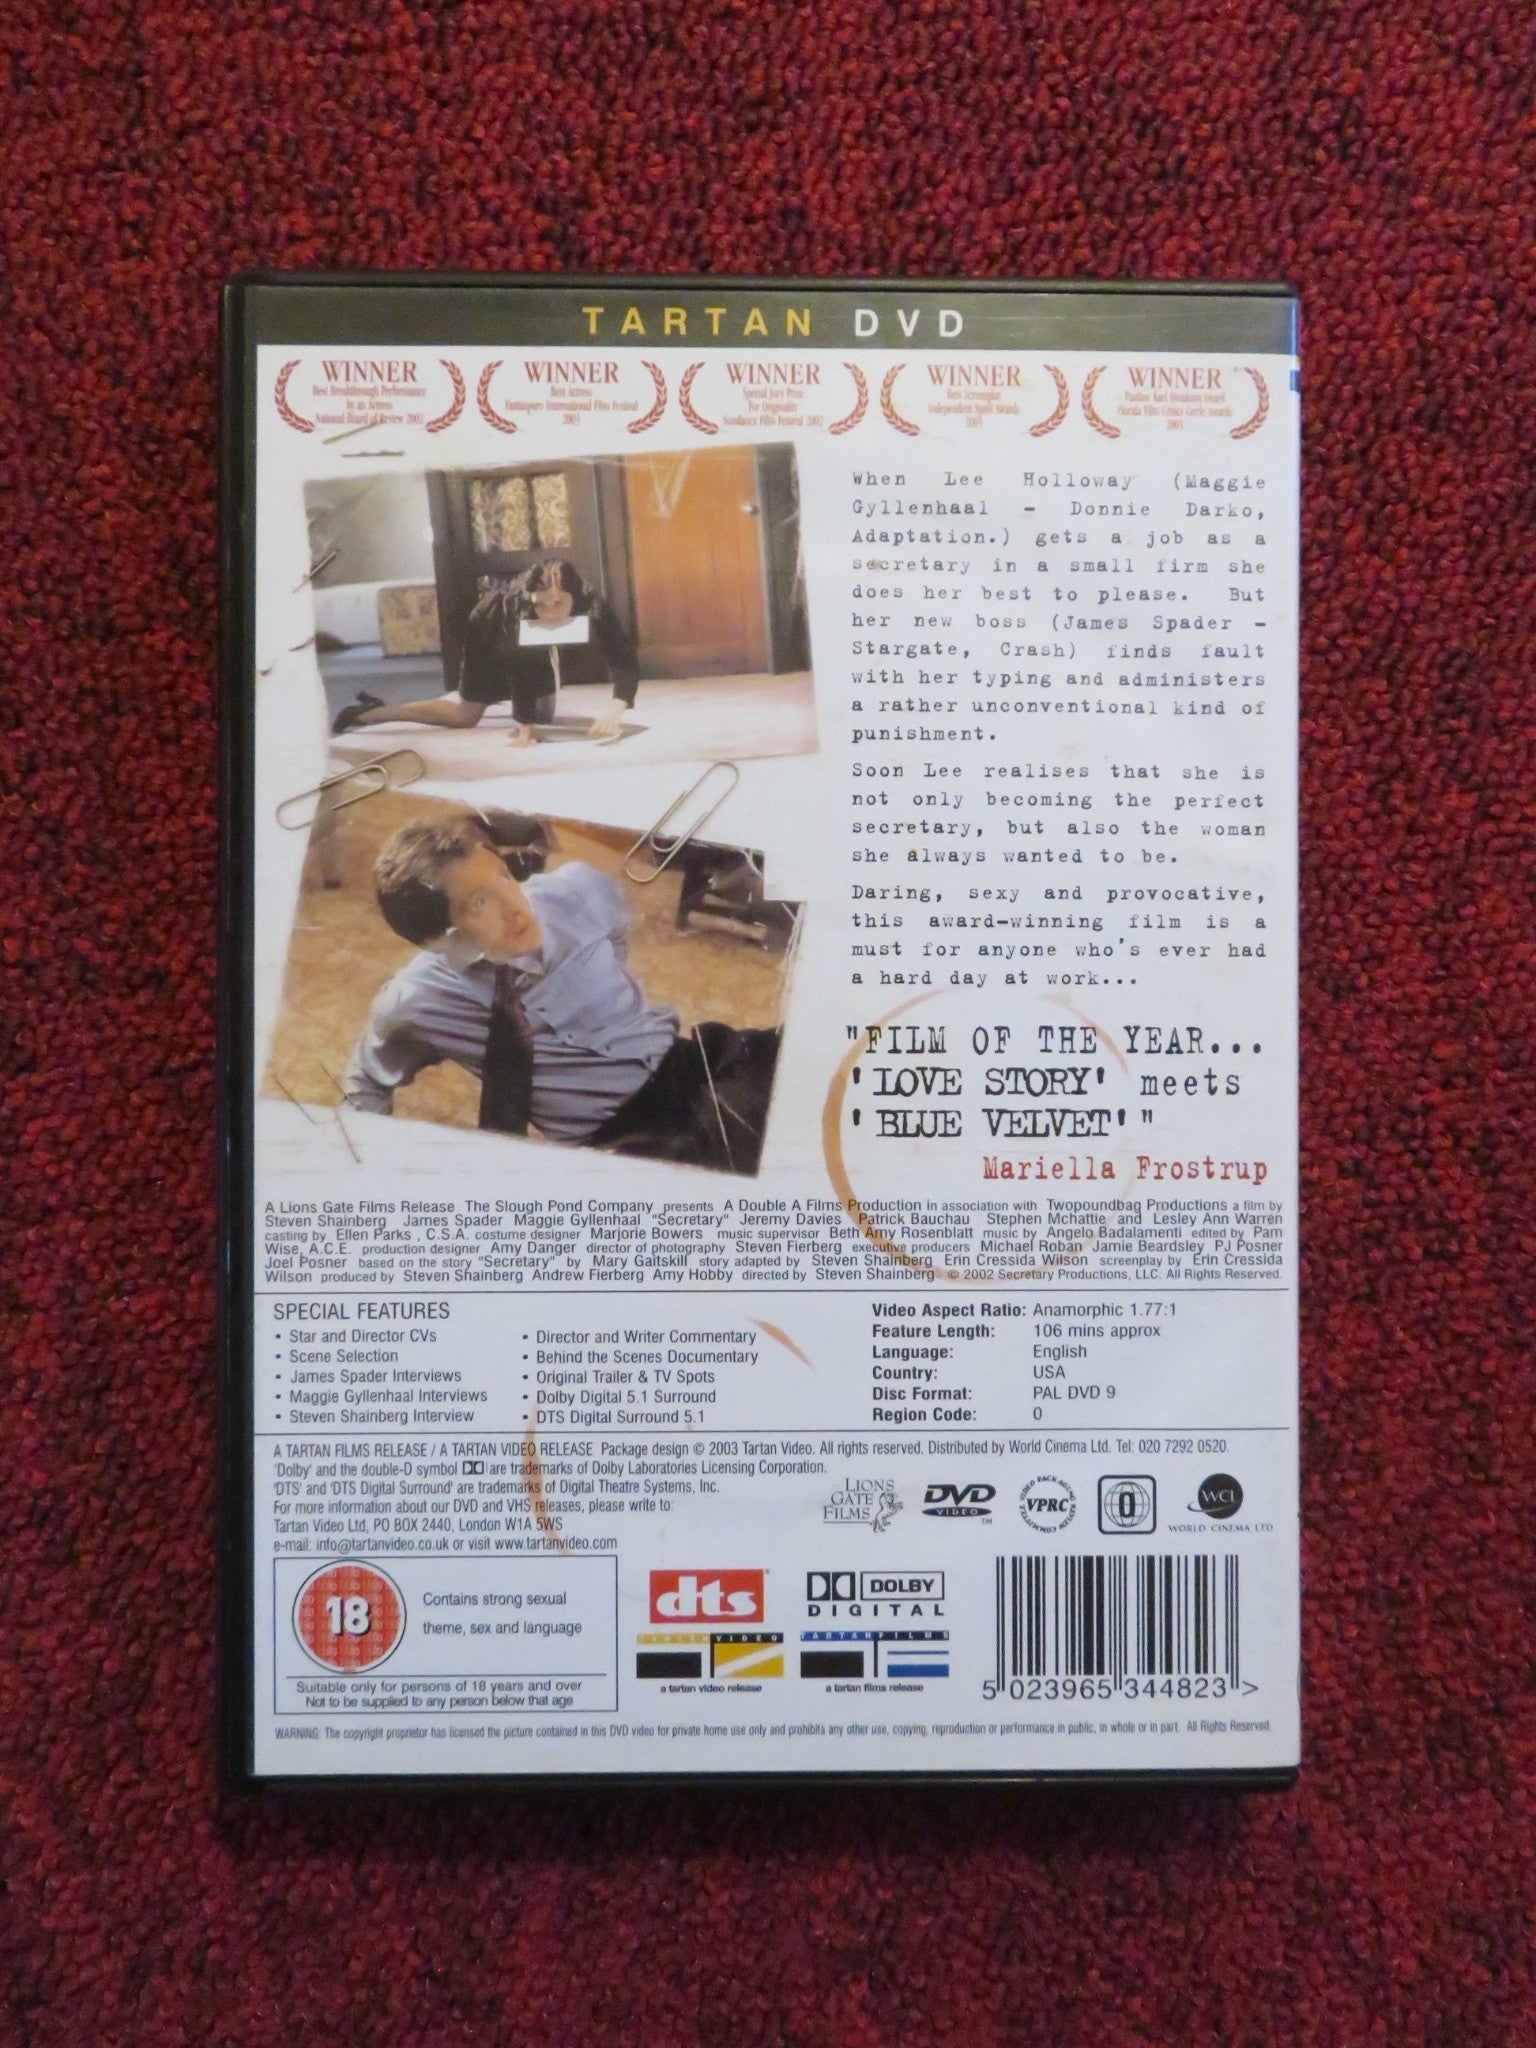 TARTAN DVD
WINNER
Best Breakthrough Performance
by an Actress
National Board of Review 2002
WINNER
Best Actress
Fantasporto International Film Festival
2003
WINNER
Special Jury Prize
For Originality
Sundance Film Festival 2002
WINNER
Best Screenplay
Independent Spirit Awards
2003
WINNER
Pauline Kael Breakout Award
Florida Film Critics Circle Awards
When Lee Holloway (Maggie
Gyllenhaal - Donnie Darko,
Adaptation.) gets a job as a
secretary in a small firm she
does her best to please. But
her new boss (James Spader -
Stargate, Crash) finds fault
with her typing and administers
a rather unconventional kind of
punishment.
Soon Lee realises that she is
not only becoming the perfect
secretary, but also the woman
she always wanted to be.
Daring, sexy and provocative,
this award-winning film is a
must for anyone who's ever had
a hard day at work...
"FILM OF THE YEAR...
'LOVE STORY' meets
'BLUE VELVET'"
Mariella Frostrup
A Lions Gate Films Release The Slough Pond Company presents A Double A Films Production in association with Twopoundbag Productions a film by
Steven Shainberg James Spader Maggie Gyllenhaal "Secretary" Jeremy Davies Patrick Bauchau Stephen Mchattie and Lesley Ann Warren
casting by Ellen Parks , C.S.A. costume designer Marjorie Bowers music supervisor Beth Amy Rosenblatt music by Angelo Badalamenti edited by Pam
Wise, A.C.E. production designer Amy Danger director of photography Steven Fierberg executive producers Michael Roban Jamie Beardsley PJ Posner
Joel Posner based on the story "Secretary" by Mary Gaitskill story adapted by Steven Shainberg Erin Cressida Wilson screenplay by Erin Cressida
Wilson produced by Steven Shainberg Andrew Fierberg Amy Hobby directed by Steven Shainberg © 2002 Secretary Productions, LLC. All Rights Reserved.
SPECIAL FEATURES
• Star and Director CVs
• Scene Selection
• James Spader Interviews
• Maggie Gyllenhaal Interviews
• Steven Shainberg Interview
• Director and Writer Commentary
• Behind the Scenes Documentary
• Original Trailer & TV Spots
• Dolby Digital 5.1 Surround
• DTS Digital Surround 5.1
Video Aspect Ratio: Anamorphic 1.77:1
Feature Length: 106 mins approx
Language: English
Country: USA
Disc Format: PAL DVD 9
Region Code: 0
A TARTAN FILMS RELEASE / A TARTAN VIDEO RELEASE Package design © 2003 Tartan Video. All rights reserved. Distributed by World Cinema Ltd. Tel: 020 7292 0520.
'Dolby' and the double-D symbol are trademarks of Dolby Laboratories Licensing Corporation.
'DTS' and 'DTS Digital Surround' are trademarks of Digital Theatre Systems, Inc.
For more information about our DVD and VHS releases, please write to:
Tartan Video Ltd, PO BOX 2440, London W1A 5WS
e-mail: info@tartanvideo.co.uk or visit www.tartanvideo.com
LIONS
GATE
FILMS
DVD
VIDEO
TM
VIDEO PACKAGING REVIEW COMMITTEE
VPRC
0
WCL
WORLD CINEMA LTD
18
Contains strong sexual
theme, sex and language
Suitable only for persons of 18 years and over
Not to be supplied to any person below that age
dts
DOLBY
DIGITAL
TARTAN VIDEO
a tartan video release
TARTAN FILMS
a tartan films release
5 023965 344823 >
WARNING: The copyright proprietor has licensed the picture contained in this DVD video for private home use only and prohibits any other use, copying, reproduction or performance in public, in whole or in part. All Rights Reserved.